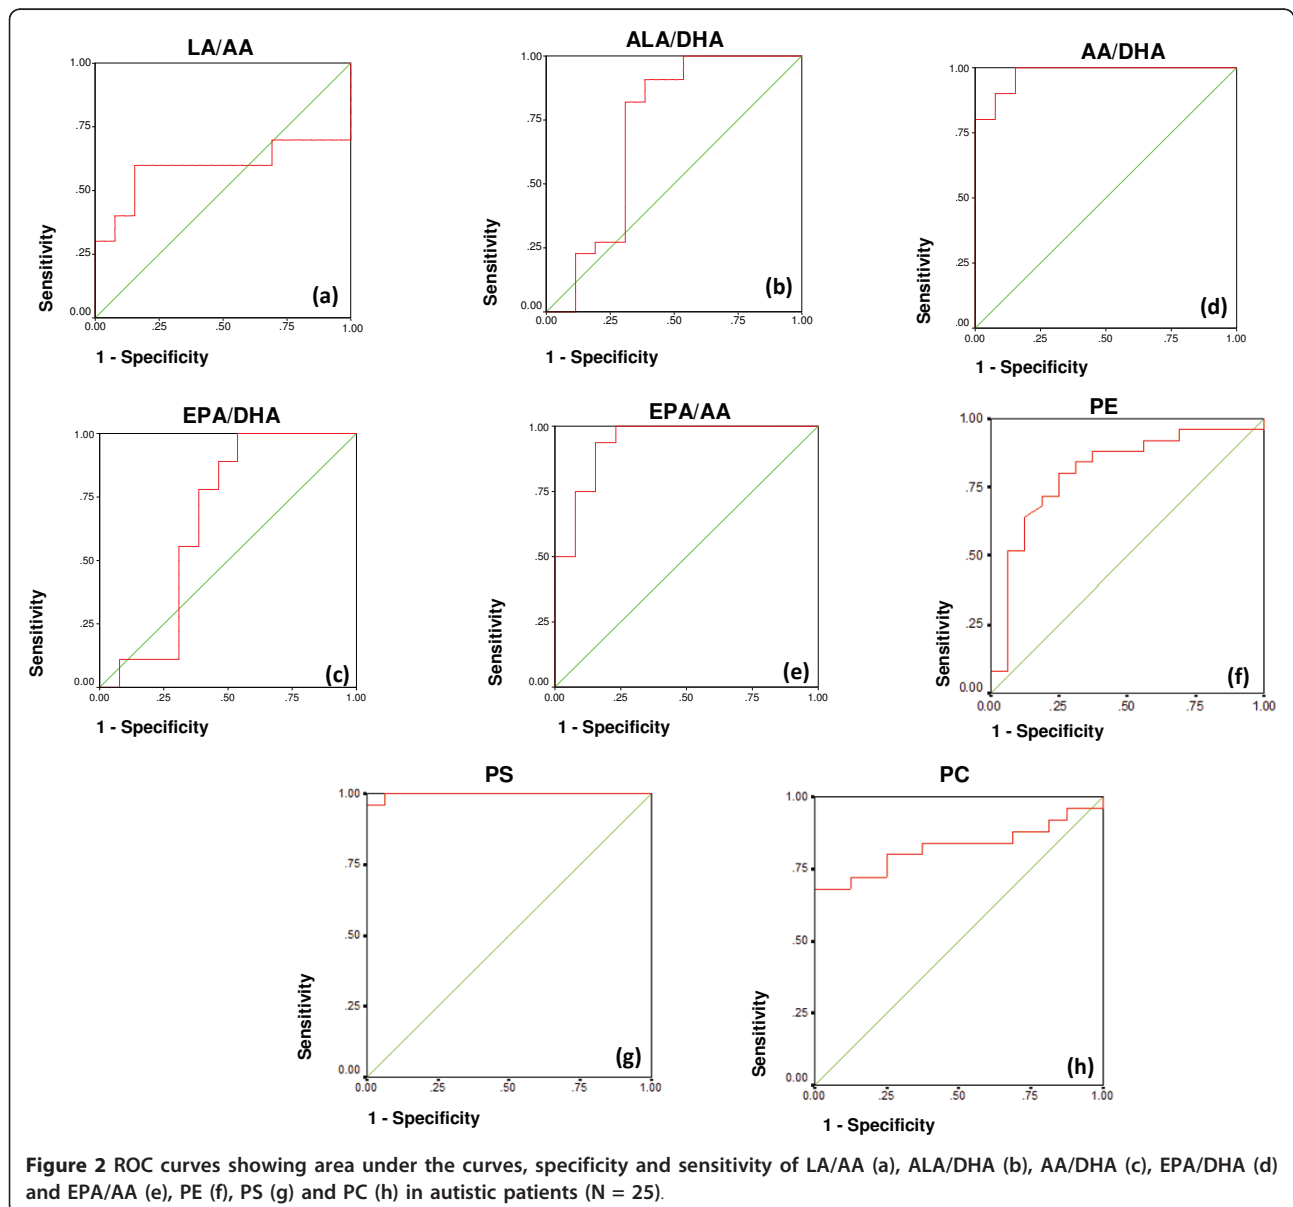 LA/AA
1.00
.75
.50
.25
0.00
0.00 .25 .50 .75 1.00
Sensitivity
1 - Specificity
(a)
ALA/DHA
1.00
.75
.50
.25
0.00
0.00 .25 .50 .75 1.00
Sensitivity
1 - Specificity
(b)
AA/DHA
1.00
.75
.50
.25
.00
0.00 .25 .50 .75 1.00
Sensitivity
1 - Specificity
(d)
EPA/DHA
1.00
.75
.50
.25
0.00
0.00 .25 .50 .75 1.00
Sensitivity
1 - Specificity
(c)
EPA/AA
1.00
.75
.50
.25
0.00
0.00 .25 .50 .75 1.00
Sensitivity
1 - Specificity
(e)
PE
1.00
.75
.50
.25
0.00
0.00 .25 .50 .75 1.00
Sensitivity
1 - Specificity
(f)
PS
1.00
.75
.50
.25
0.00
0.00 .25 .50 .75 1.00
Sensitivity
1 - Specificity
(g)
PC
1.00
.75
.50
.25
0.00
0.00 .25 .50 .75 1.00
Sensitivity
1 - Specificity
(h)
Figure 2 ROC curves showing area under the curves, specificity and sensitivity of LA/AA (a), ALA/DHA (b), AA/DHA (c), EPA/DHA (d)
and EPA/AA (e), PE (f), PS (g) and PC (h) in autistic patients (N = 25).